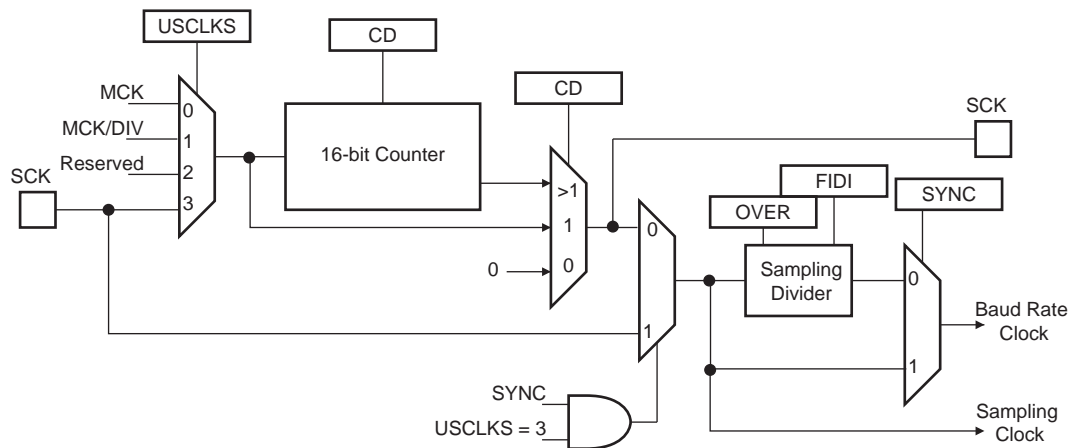 USCLKS
CD
CD
SCK
MCK
0
MCK/DIV
1
16-bit Counter
Reserved
2
SCK
3
>1
FIDI
OVER
SYNC
1
0
0
0
Sampling
Divider
0
Baud Rate
Clock
1
1
SYNC
USCLKS = 3
Sampling
Clock